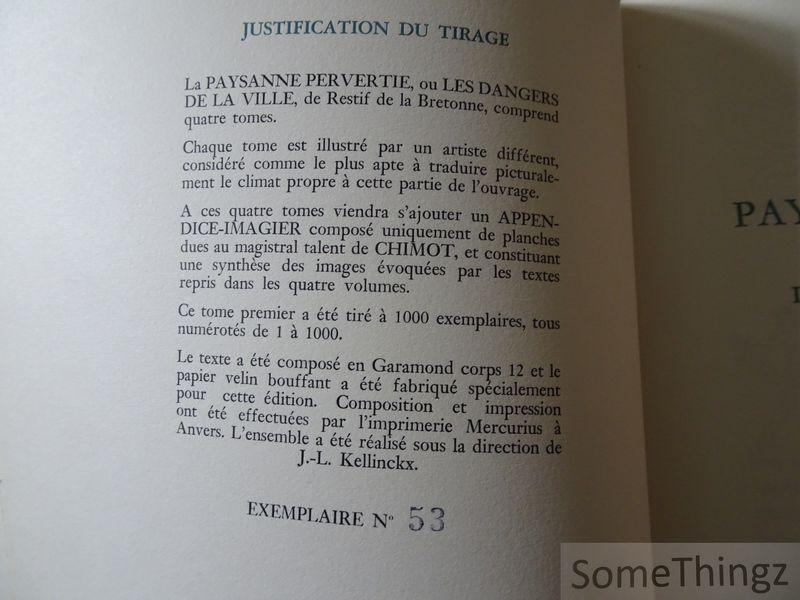 JUSTIFICATION DU TIRAGE
La PAYSANNE PERVERTIE, ou LES DANGERS
DE LA VILLE, de Restif de la Bretonne, comprend
quatre tomes.
Chaque tome est illustré par un artiste différent,
considéré comme le plus apte à traduire picturale-
ment le climat propre à cette partie de l'ouvrage.
A ces quatre tomes viendra s'ajouter un APPEN-
DICE-IMAGIER composé uniquement de planches
dues au magistral talent de CHIMOT, et constituant
une synthèse des images évoquées par les textes
repris dans les quatre volumes.
Ce tome premier a été tiré à 1000 exemplaires, tous
numérotés de 1 à 1000.
Le texte a été composé en Garamond corps 12 et le
papier velin bouffant a été fabriqué spécialement
pour cette édition. Composition et impression
ont été effectuées par l'imprimerie Mercurius à
Anvers. L'ensemble a été réalisé sous la direction de
J.-L. Kellinckx.
EXEMPLAIRE N° 53
PAY
SomeThingz